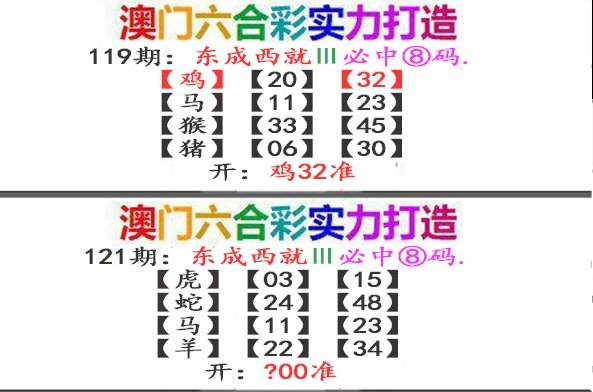 澳门六合彩实力打造
119期：东成西就III必中⑧码.
【鸡】【20】【32】
【马】【11】【23】
【猴】【33】【45】
【猪】【06】【30】
开：鸡32准
澳门六合彩实力打造
121期：东成西就III必中⑧码.
【虎】【03】【15】
【蛇】【24】【48】
【马】【11】【23】
【羊】【22】【34】
开：?00准